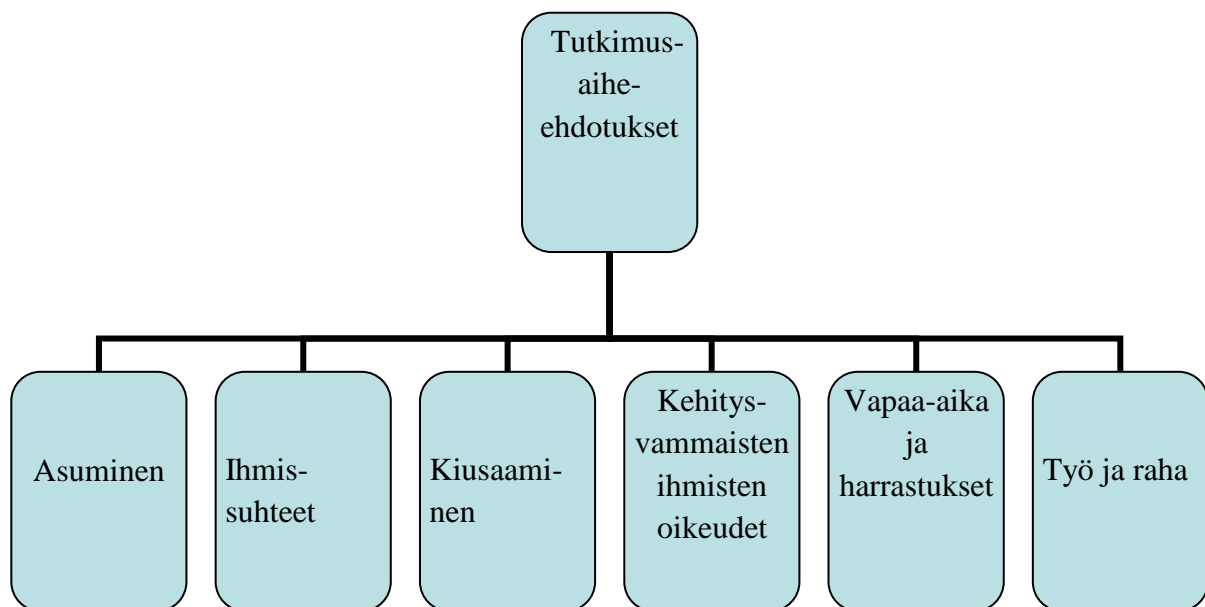 Tutkimus-
aihe-
ehdotukset
Asuminen
Ihmis-
suhteet
Kiusaami-
nen
Kehitys-
vammaisten
ihmisten
oikeudet
Vapaa-aika
ja
harrastukset
Työ ja raha